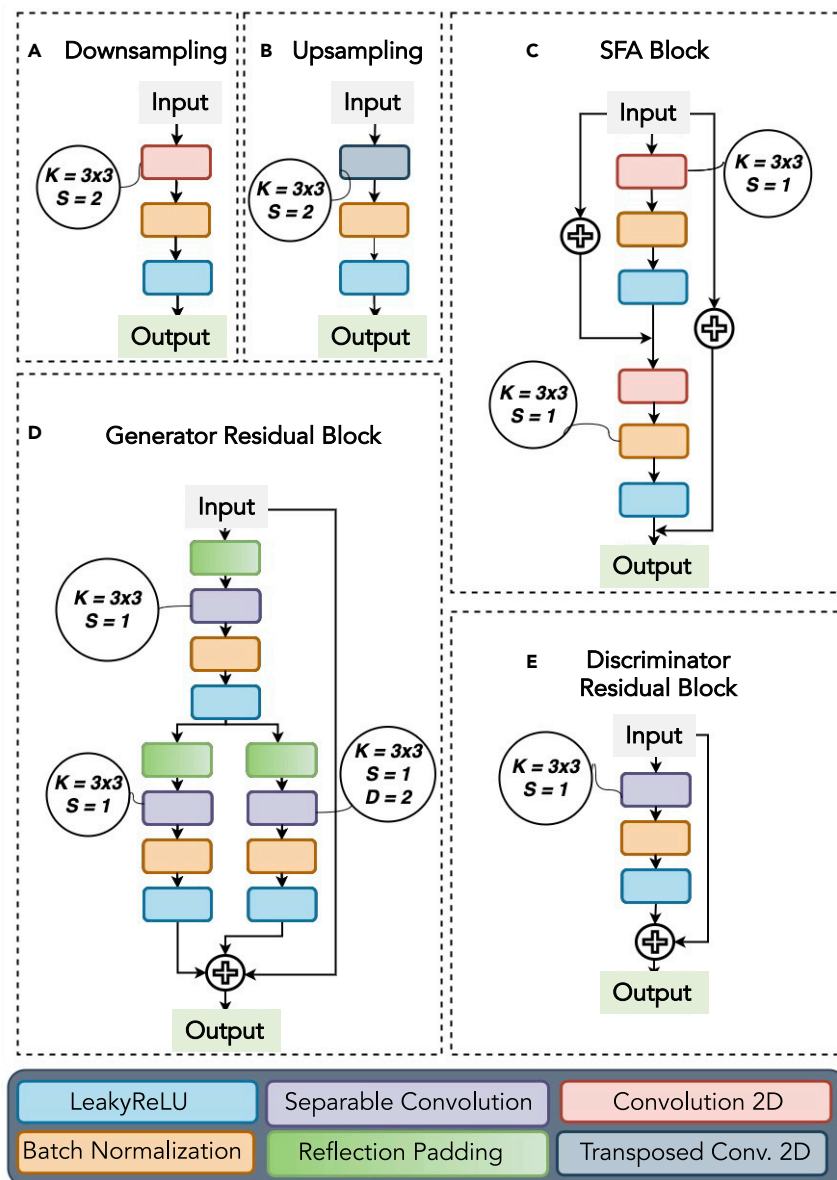 A Downsampling
Input
K = 3x3
S = 2
Output
B Upsampling
Input
K = 3x3
S = 2
Output
C SFA Block
Input
K = 3x3
S = 1
K = 3x3
S = 1
Output
D Generator Residual Block
Input
K = 3x3
S = 1
K = 3x3
S = 1
K = 3x3
S = 1
D = 2
Output
E Discriminator
Residual Block
Input
K = 3x3
S = 1
Output
LeakyReLU
Separable Convolution
Convolution 2D
Batch Normalization
Reflection Padding
Transposed Conv. 2D